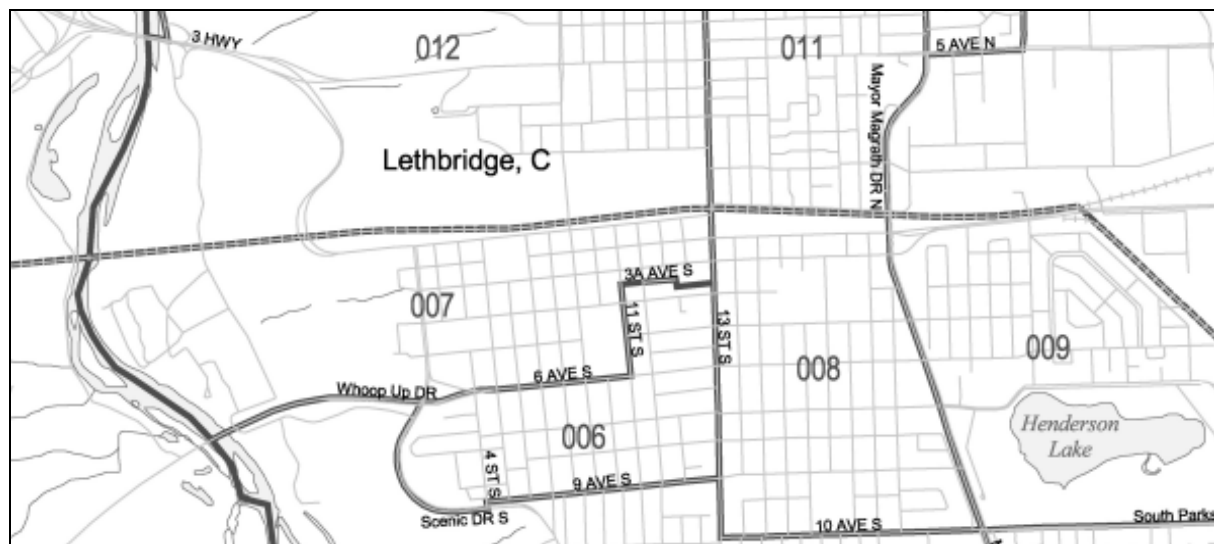 3 HWY
012
011
5 AVE N
Mayor Magrath DR N
Lethbridge, C
3A AVE S
007
11 ST S
13 ST S
008
009
Whoop Up DR
6 AVE S
Henderson
Lake
006
4 ST S
9 AVE S
Scenic DR S
10 AVE S
South Parks